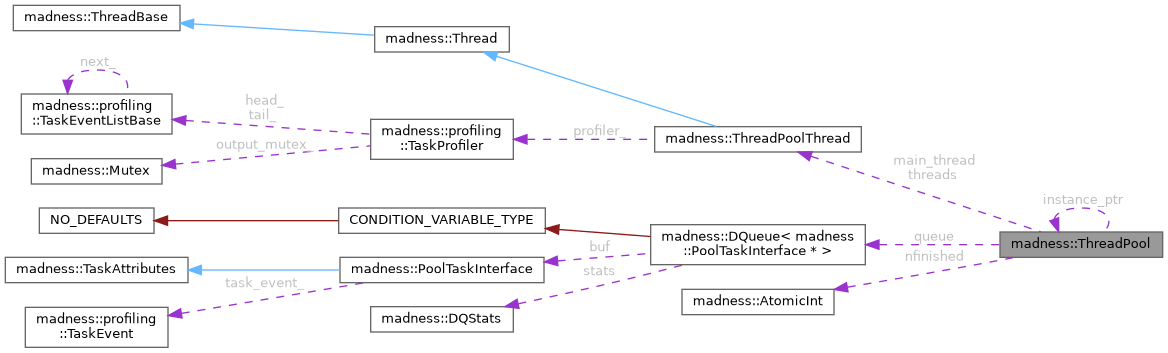 madness::ThreadBase
madness::Thread
next_
madness::profiling
::TaskEventListBase
head_
tail_
madness::profiling
::TaskProfiler
profiler_
madness::ThreadPoolThread
output_mutex_
madness::Mutex
main_thread
threads
instance_ptr
NO_DEFAULTS
CONDITION_VARIABLE_TYPE
madness::DQueue< madness
::PoolTaskInterface * >
queue
madness::ThreadPool
nfinished
buf
madness::TaskAttributes
madness::PoolTaskInterface
stats
task_event_
madness::AtomicInt
madness::profiling
::TaskEvent
madness::DQStats